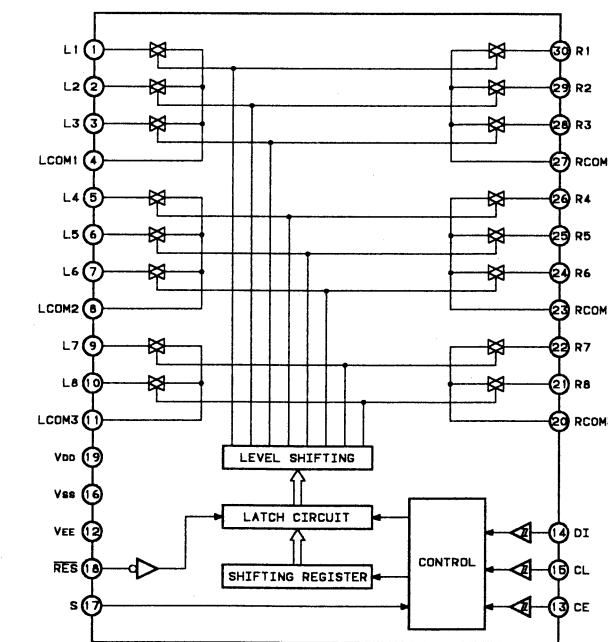 L1 1 30 R1
L2 2 29 R2
L3 3 28 R3
LCOM1 4 27 RCOM
L4 5 26 R4
L5 6 25 R5
L6 7 24 R6
LCOM2 8 23 RCOM
L7 9 22 R7
L8 10 21 R8
LCOM3 11 20 RCOM
VDD 19
LEVEL SHIFTING
VSS 16
LATCH CIRCUIT
VEE 12 14 DI
CONTROL
RES 18 15 CL
SHIFTING REGISTER
S 17 13 CE